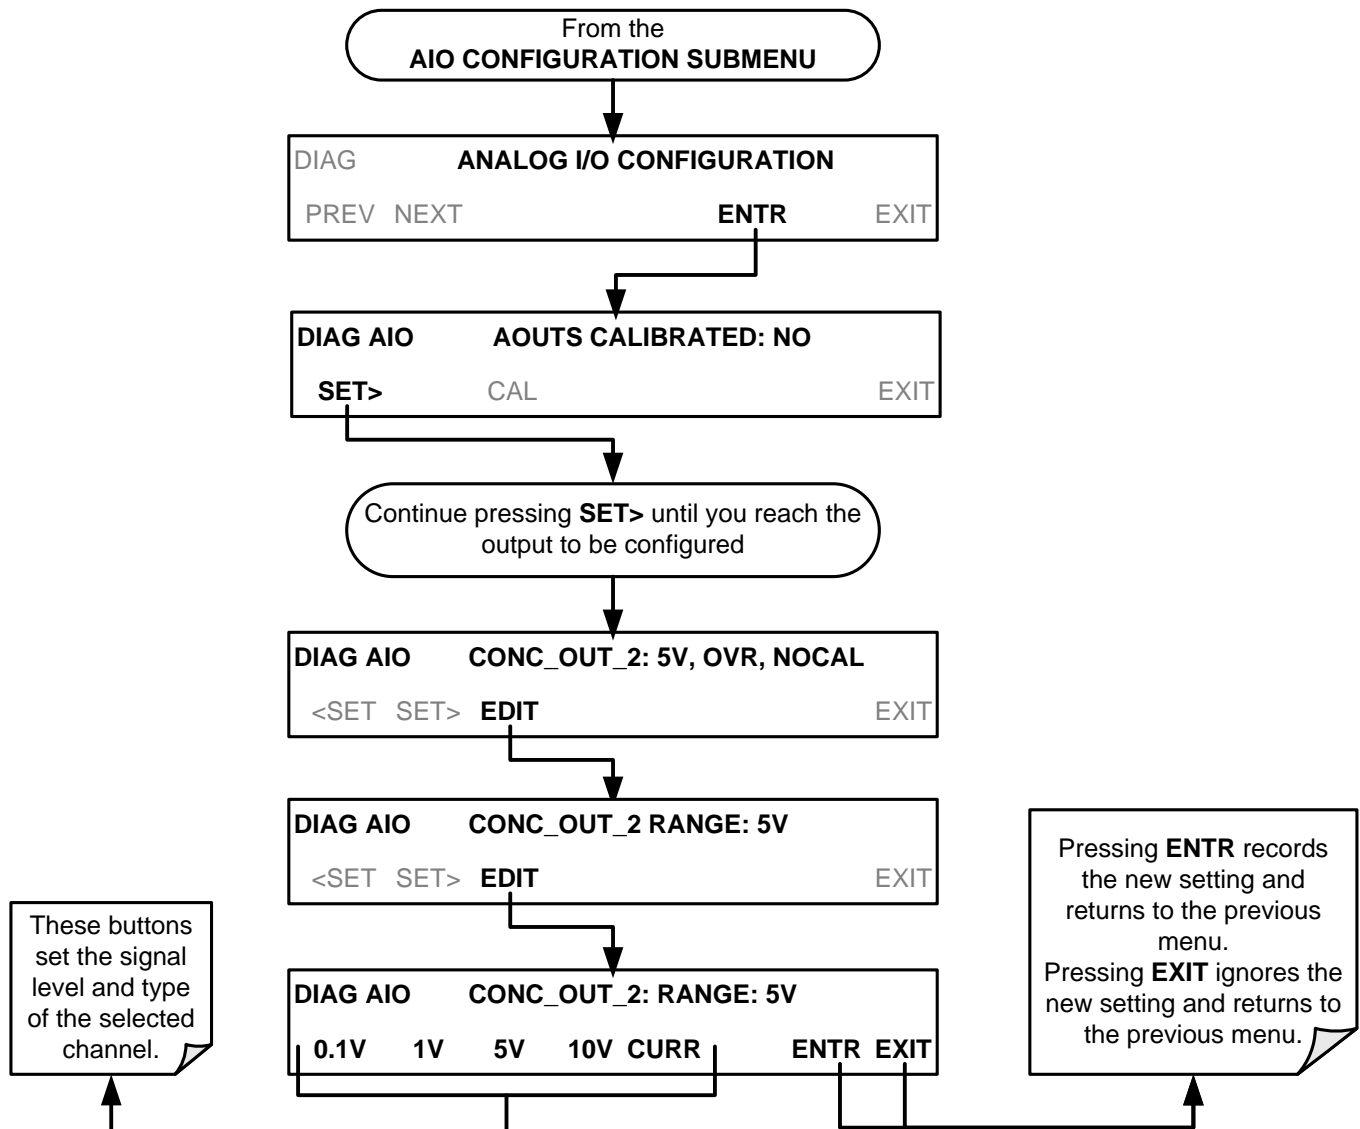 From the
AIO CONFIGURATION SUBMENU
DIAG ANALOG I/O CONFIGURATION
PREV NEXT ENTR EXIT
DIAG AIO AOUTS CALIBRATED: NO
SET> CAL EXIT
Continue pressing SET> until you reach the
output to be configured
DIAG AIO CONC_OUT_2: 5V, OVR, NOCAL
<SET SET> EDIT EXIT
DIAG AIO CONC_OUT_2 RANGE: 5V
<SET SET> EDIT EXIT
DIAG AIO CONC_OUT_2: RANGE: 5V
0.1V 1V 5V 10V CURR ENTR EXIT
These buttons
set the signal
level and type
of the selected
channel.
Pressing ENTR records
the new setting and
returns to the previous
menu.
Pressing EXIT ignores the
new setting and returns to
the previous menu.